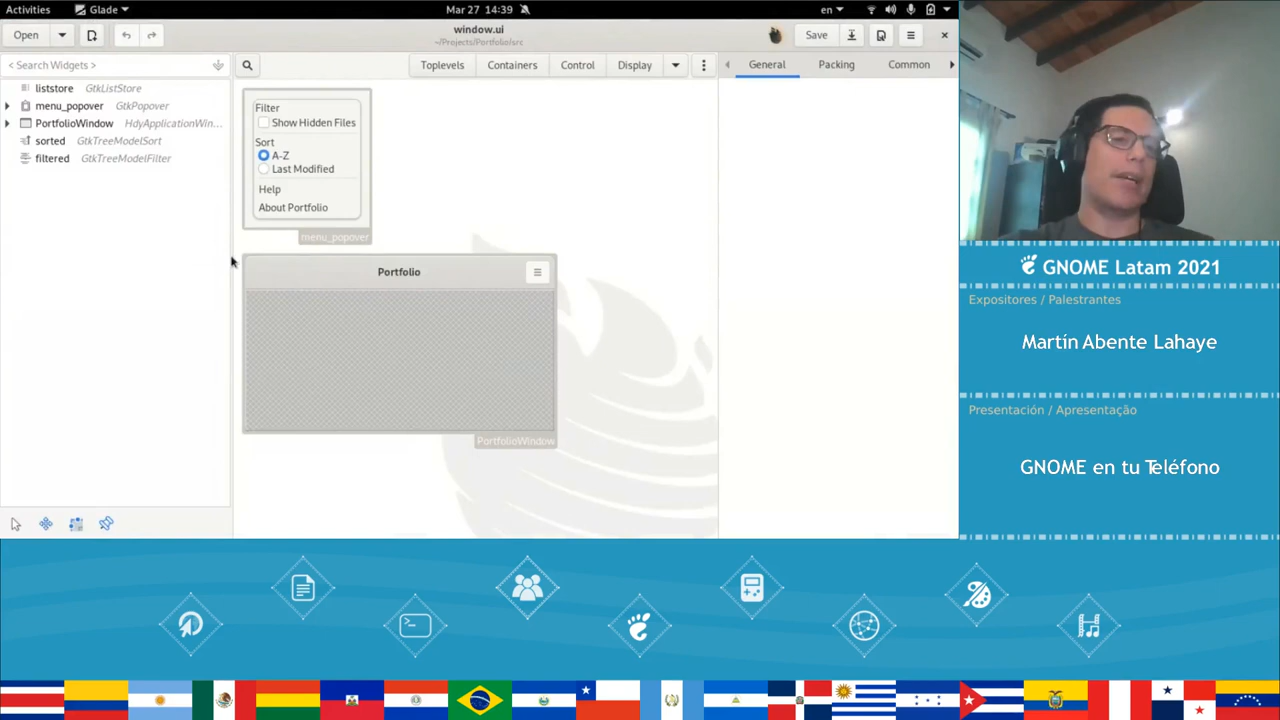 Activities
Glade
Mar 27 14:39
en
Open
window.ui
~/Projects/Portfolio/src
Save
< Search Widgets >
Toplevels
Containers
Control
Display
General
Packing
Common
liststore GtkListStore
menu_popover GtkPopover
PortfolioWindow HdyApplicationWin...
sorted GtkTreeModelSort
filtered GtkTreeModelFilter
Filter
Show Hidden Files
Sort
A-Z
Last Modified
Help
About Portfolio
menu_popover
Portfolio
PortfolioWindow
GNOME Latam 2021
Expositores / Palestrantes
Martín Abente Lahaye
Presentación / Apresentação
GNOME en tu Teléfono